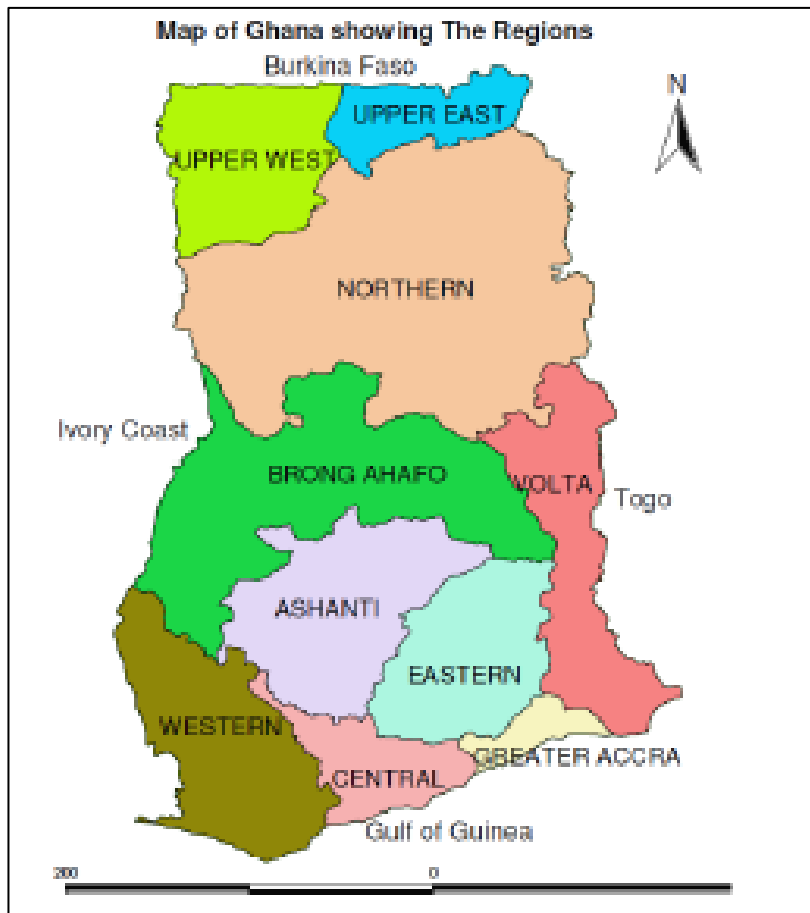 Map of Ghana showing The Regions
Burkina Faso
N
UPPER EAST
UPPER WEST
NORTHERN
Ivory Coast
BRONG AHAFO
VOLTA
Togo
ASHANTI
EASTERN
WESTERN
GREATER ACCRA
CENTRAL
Gulf of Guinea
200 0